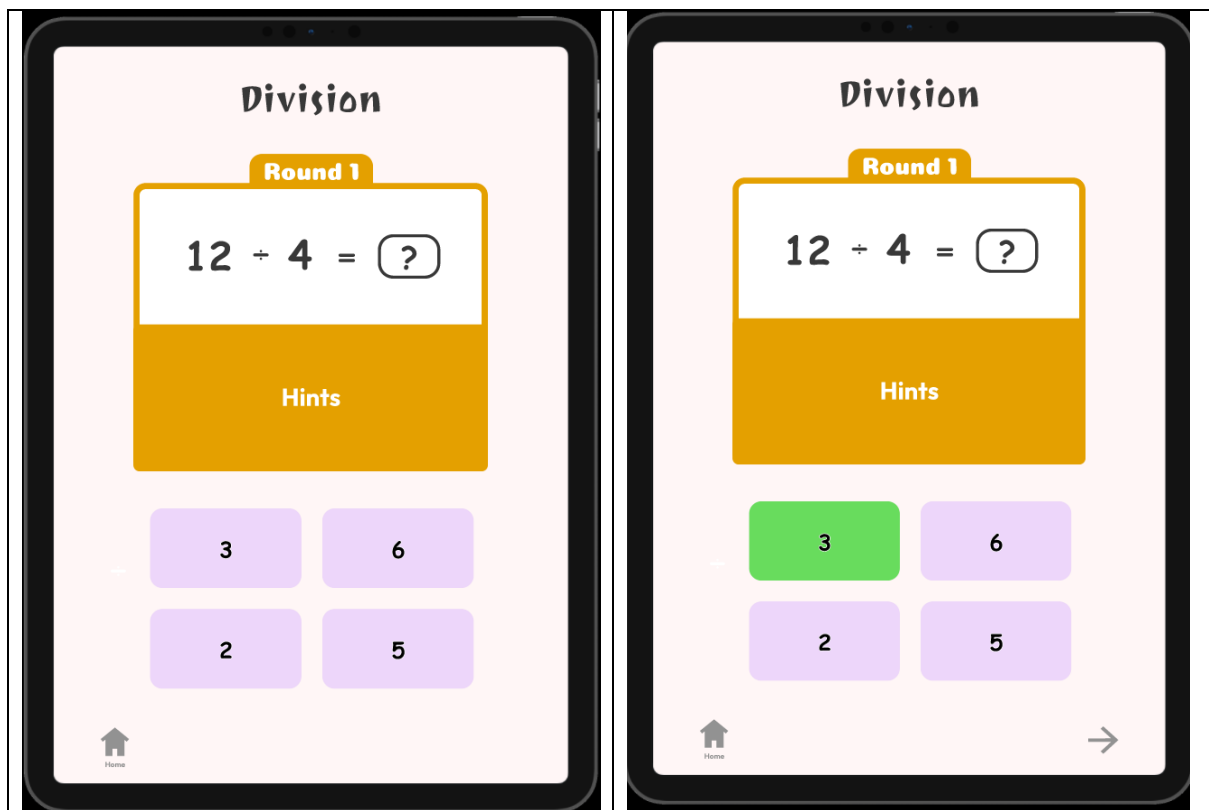 Division
Round 1
12 ÷ 4 = ?
Hints
3 6
2 5
Home
Division
Round 1
12 ÷ 4 = ?
Hints
3 6
2 5
Home